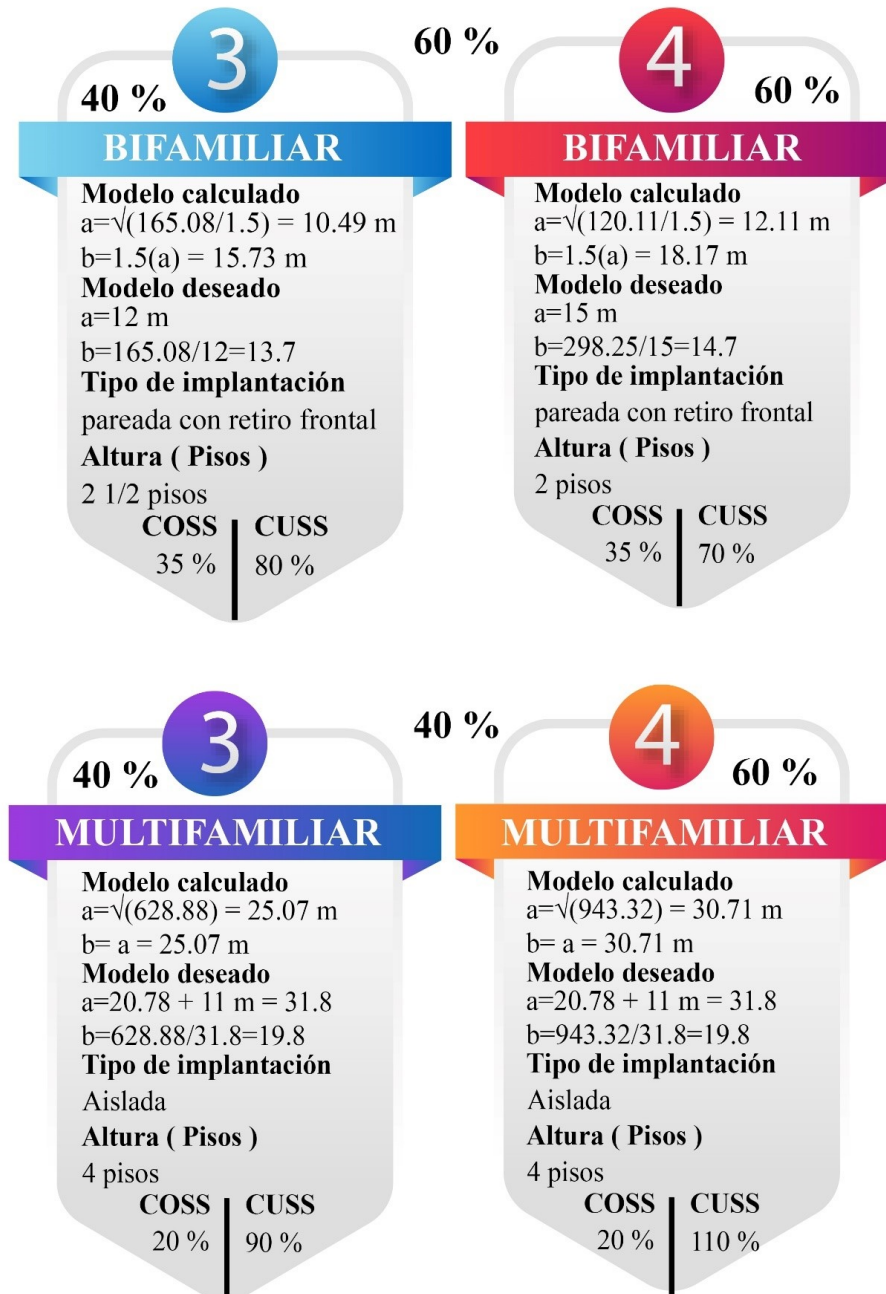 60 %
3
40 %
BIFAMILIAR
Modelo calculado
a=√(165.08/1.5) = 10.49 m
b=1.5(a) = 15.73 m
Modelo deseado
a=12 m
b=165.08/12=13.7
Tipo de implantación
pareada con retiro frontal
Altura ( Pisos )
2 1/2 pisos
COSS CUSS
35 % 80 %
4
60 %
BIFAMILIAR
Modelo calculado
a=√(120.11/1.5) = 12.11 m
b=1.5(a) = 18.17 m
Modelo deseado
a=15 m
b=298.25/15=14.7
Tipo de implantación
pareada con retiro frontal
Altura ( Pisos )
2 pisos
COSS CUSS
35 % 70 %
40 %
3
40 %
MULTIFAMILIAR
Modelo calculado
a=√(628.88) = 25.07 m
b= a = 25.07 m
Modelo deseado
a=20.78 + 11 m = 31.8
b=628.88/31.8=19.8
Tipo de implantación
Aislada
Altura ( Pisos )
4 pisos
COSS CUSS
20 % 90 %
4
60 %
MULTIFAMILIAR
Modelo calculado
a=√(943.32) = 30.71 m
b= a = 30.71 m
Modelo deseado
a=20.78 + 11 m = 31.8
b=943.32/31.8=19.8
Tipo de implantación
Aislada
Altura ( Pisos )
4 pisos
COSS CUSS
20 % 110 %